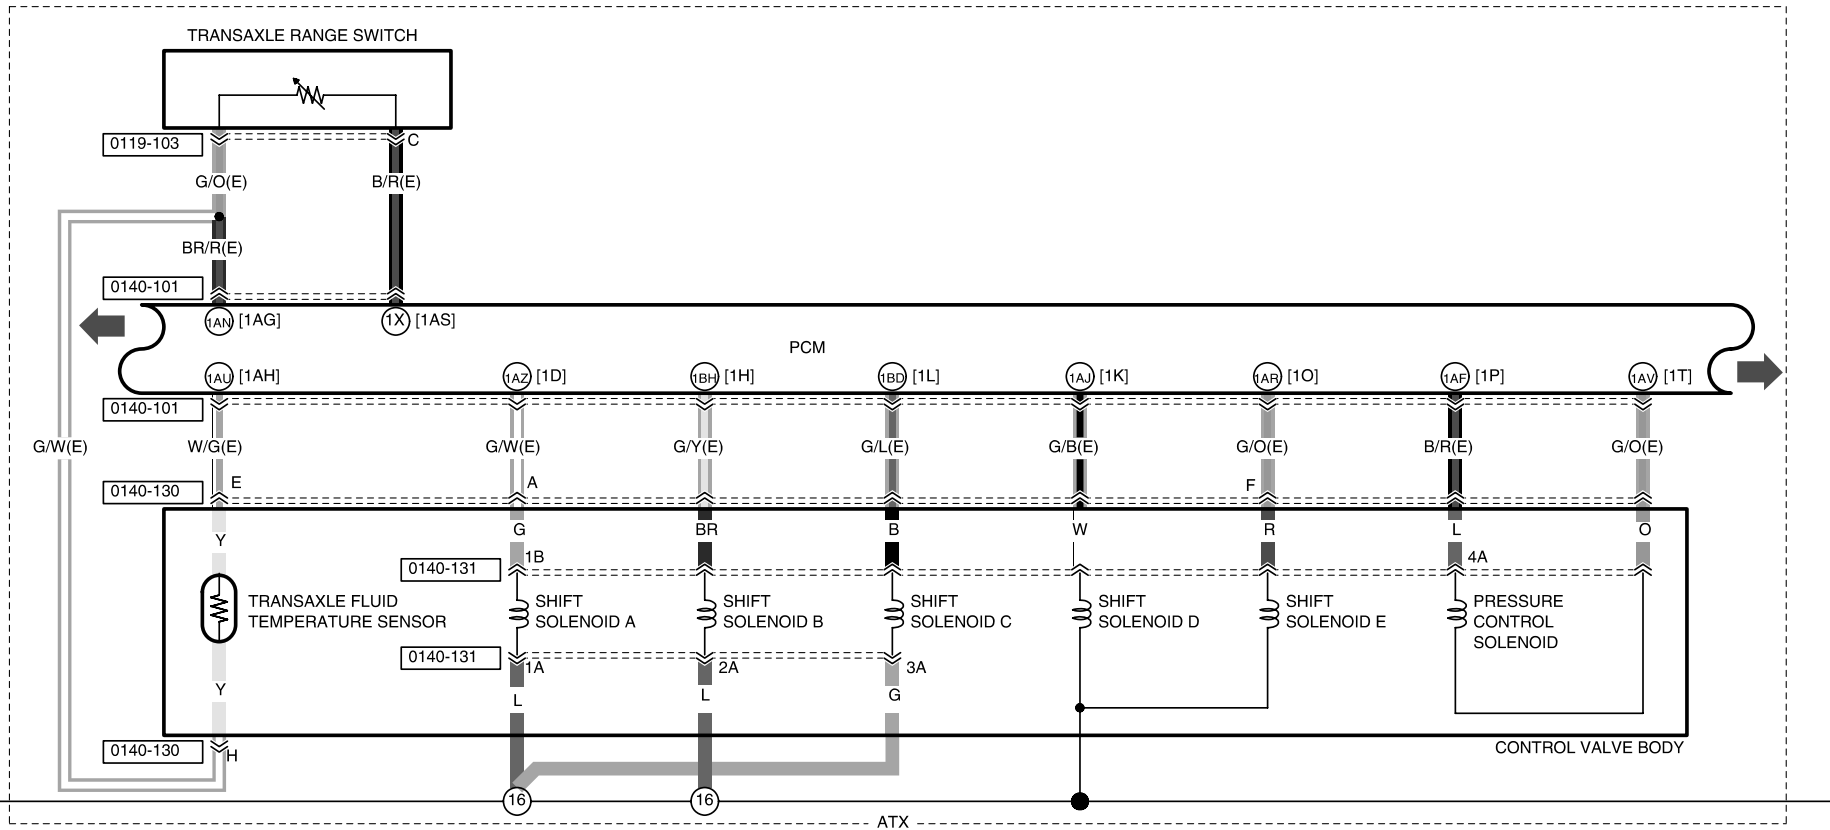 TRANSAXLE RANGE SWITCH
0119-103
C
G/O(E)
B/R(E)
BR/R(E)
0140-101
1AN
[1AG]
1X
[1AS]
PCM
1AU
[1AH]
1AZ
[1D]
1BH
[1H]
1BD
[1L]
1AJ
[1K]
1AR
[1O]
1AF
[1P]
1AV
[1T]
0140-101
G/W(E)
W/G(E)
G/W(E)
G/Y(E)
G/L(E)
G/B(E)
G/O(E)
B/R(E)
G/O(E)
0140-130
E
A
F
Y
G
BR
B
W
R
L
O
0140-131
1B
4A
TRANSAXLE FLUID
TEMPERATURE SENSOR
SHIFT
SOLENOID A
SHIFT
SOLENOID B
SHIFT
SOLENOID C
SHIFT
SOLENOID D
SHIFT
SOLENOID E
PRESSURE
CONTROL
SOLENOID
0140-131
1A
2A
3A
Y
L
L
G
0140-130
H
CONTROL VALVE BODY
16
16
ATX